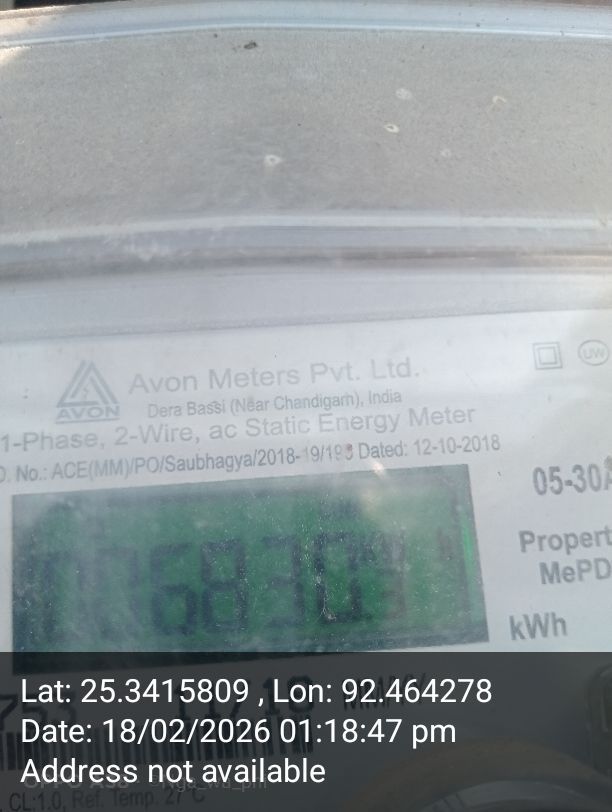 UW
Avon Meters Pvt. Ltd.
AVON
Dera Bassi (Near Chandigarh), India
1-Phase, 2-Wire, ac Static Energy Meter
O. No.: ACE(MM)/PO/Saubhagya/2018-19/193 Dated: 12-10-2018
05-30A
Propert
MePD
006830
kWh
Lat: 25.3415809 , Lon: 92.464278
Date: 18/02/2026 01:18:47 pm
Address not available
CL:1.0, Ref. Temp. 27°C